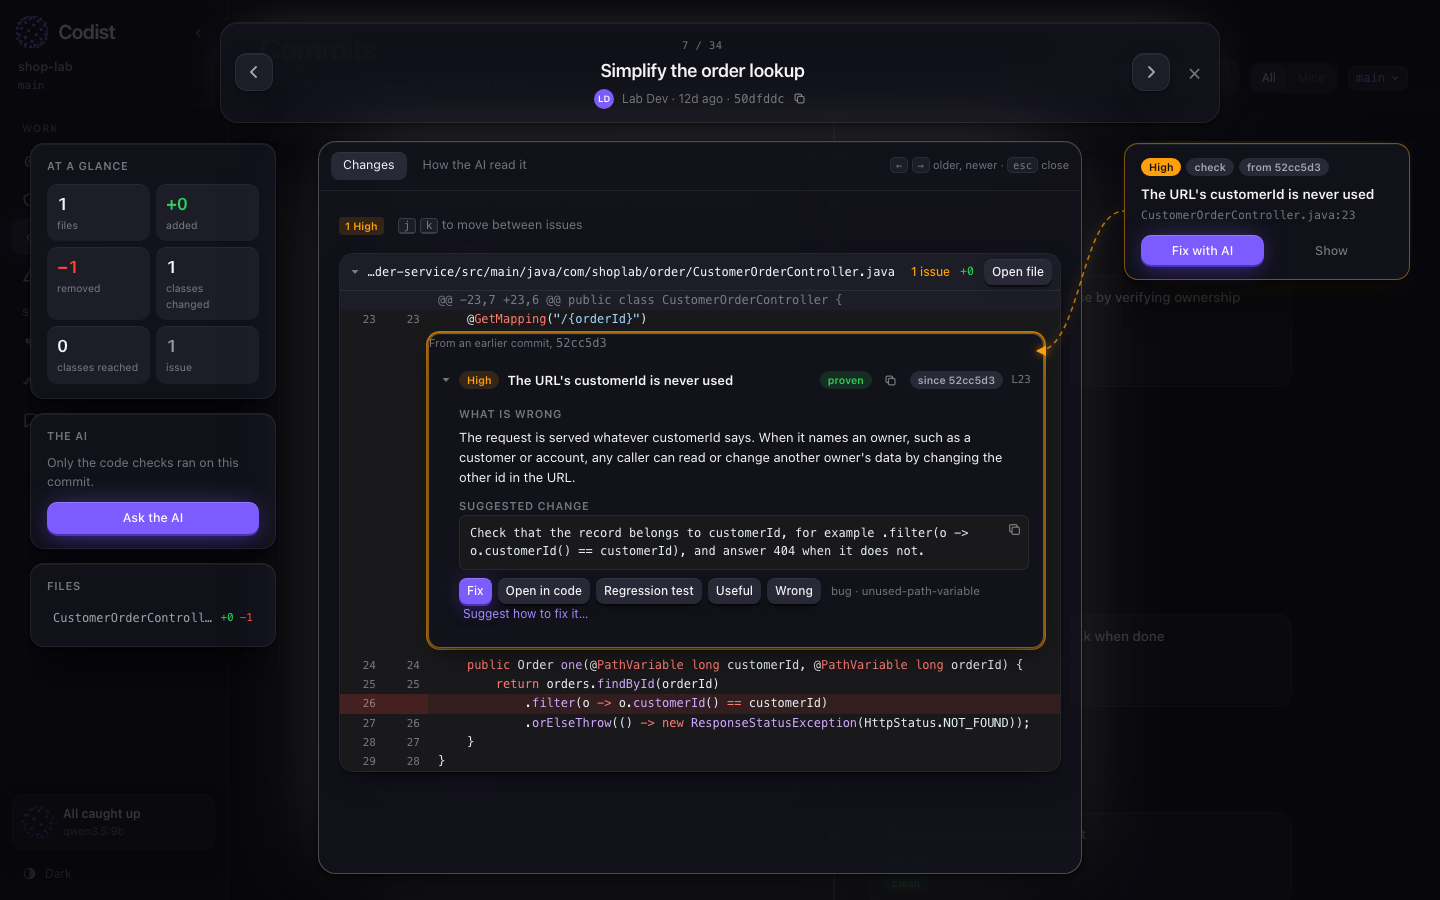 Codist
shop-lab
main
WORK
Commits
7 / 34
Simplify the order lookup
LD Lab Dev · 12d ago · 50dfddc
All
Mine
main
AT A GLANCE
1
files
+0
added
−1
removed
1
classes changed
0
classes reached
1
issue
THE AI
Only the code checks ran on this
commit.
Ask the AI
FILES
CustomerOrderControll… +0 −1
All caught up
qwen3.5:9b
Dark
Changes
How the AI read it
← → older, newer · esc close
1 High
j k to move between issues
…der-service/src/main/java/com/shoplab/order/CustomerOrderController.java 1 issue +0 Open file
@@ −23,7 +23,6 @@ public class CustomerOrderController {
23 23 @GetMapping("/{orderId}")
From an earlier commit, 52cc5d3
High The URL's customerId is never used proven since 52cc5d3 L23
WHAT IS WRONG
The request is served whatever customerId says. When it names an owner, such as a
customer or account, any caller can read or change another owner's data by changing the
other id in the URL.
SUGGESTED CHANGE
Check that the record belongs to customerId, for example .filter(o −>
o.customerId() == customerId), and answer 404 when it does not.
Fix Open in code Regression test Useful Wrong bug · unused-path-variable
Suggest how to fix it…
24 24 public Order one(@PathVariable long customerId, @PathVariable long orderId) {
25 25 return orders.findById(orderId)
26 .filter(o −> o.customerId() == customerId)
27 26 .orElseThrow(() −> new ResponseStatusException(HttpStatus.NOT_FOUND));
28 27 }
29 28 }
High check from 52cc5d3
The URL's customerId is never used
CustomerOrderController.java:23
Fix with AI
Show
se by verifying ownership
k when done
t
clean